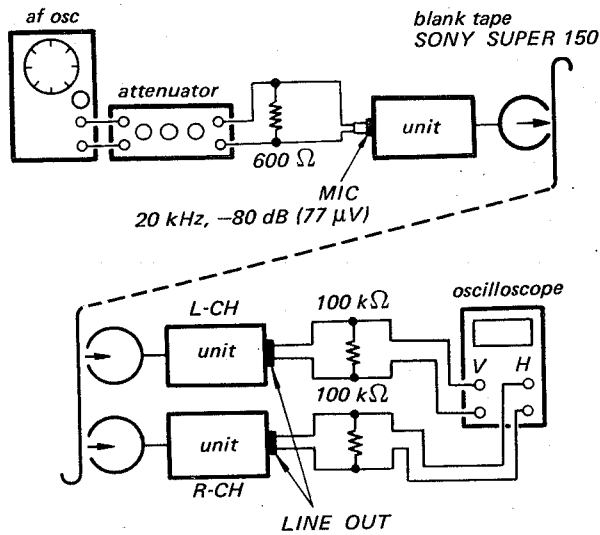 af osc
blank tape
SONY SUPER 150
attenuator
unit
600 Ω
MIC
20 kHz, −80 dB (77 μV)
L-CH
100 kΩ
oscilloscope
unit
V H
100 kΩ
unit
R-CH
LINE OUT